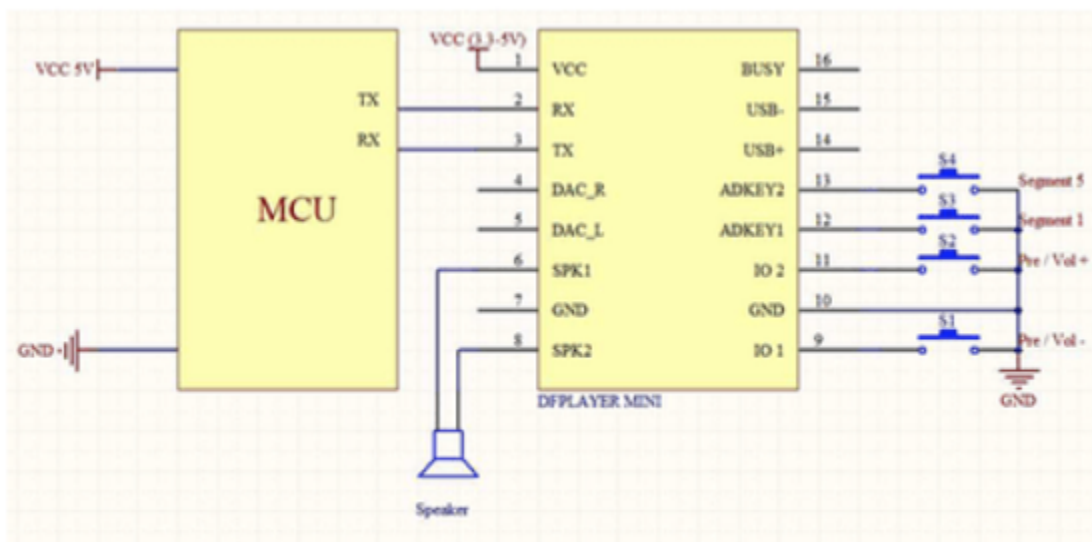 VCC 5V
MCU
TX
RX
GND
VCC (3.3-5V)
1 VCC
2 RX
3 TX
4 DAC_R
5 DAC_L
6 SPK1
7 GND
8 SPK2
BUSY 16
USB- 15
USB+ 14
ADKEY2 13
ADKEY1 12
IO 2 11
GND 10
IO 1 9
DFPLAYER MINI
S4
Segment 5
S3
Segment 1
S2
Pre / Vol +
S1
Pre / Vol -
GND
Speaker